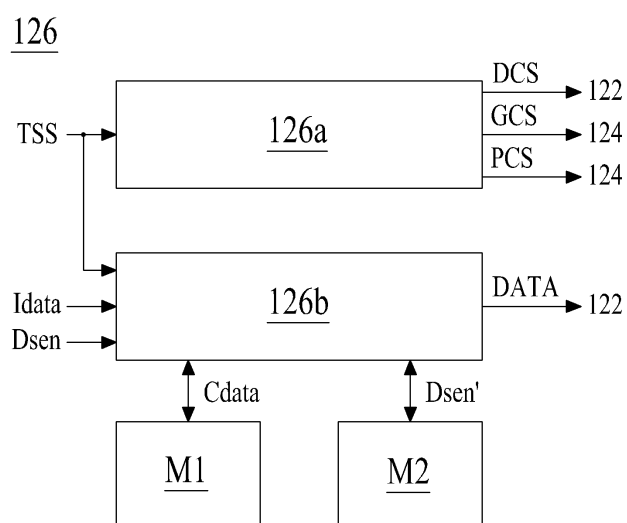 126
TSS
126a
DCS
122
GCS
124
PCS
124
Idata
Dsen
126b
DATA
122
Cdata
Dsen'
M1
M2